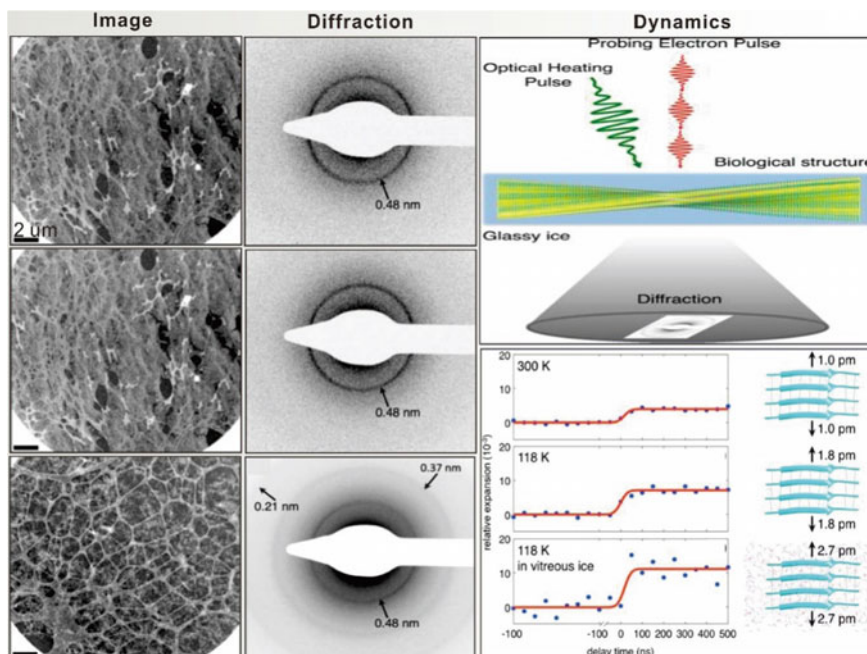 Image
Diffraction
Dynamics
2 um
0.48 nm
0.48 nm
0.37 nm
0.21 nm
0.48 nm
Probing Electron Pulse
Optical Heating
Pulse
Biological structure
Glassy ice
Diffraction
relative expansion (10⁻³)
300 K
20
10
0
1.0 pm
1.0 pm
118 K
20
10
0
1.8 pm
1.8 pm
118 K
in vitreous ice
20
10
0
2.7 pm
2.7 pm
-100 -100 0 100 200 300 400 500
delay time (ns)